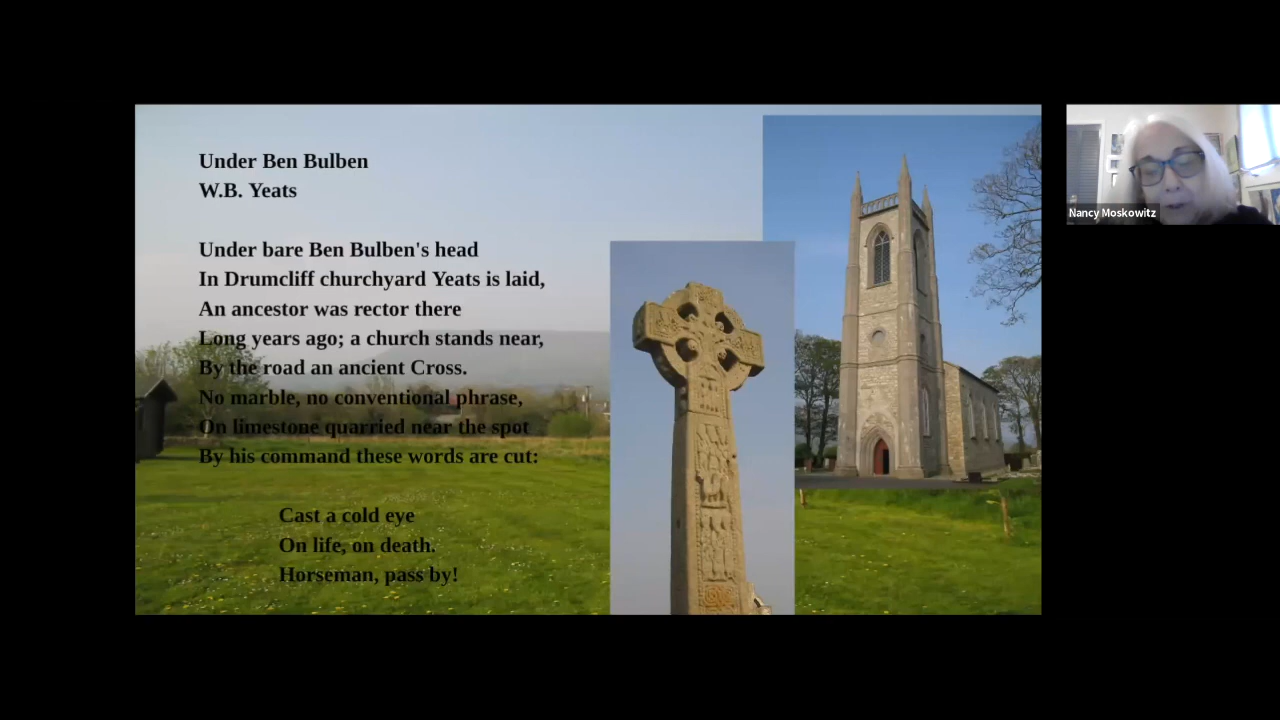 Under Ben Bulben
W.B. Yeats
Under bare Ben Bulben's head
In Drumcliff churchyard Yeats is laid,
An ancestor was rector there
Long years ago; a church stands near,
By the road an ancient Cross.
No marble, no conventional phrase,
On limestone quarried near the spot
By his command these words are cut:
Cast a cold eye
On life, on death.
Horseman, pass by!
Nancy Moskowitz